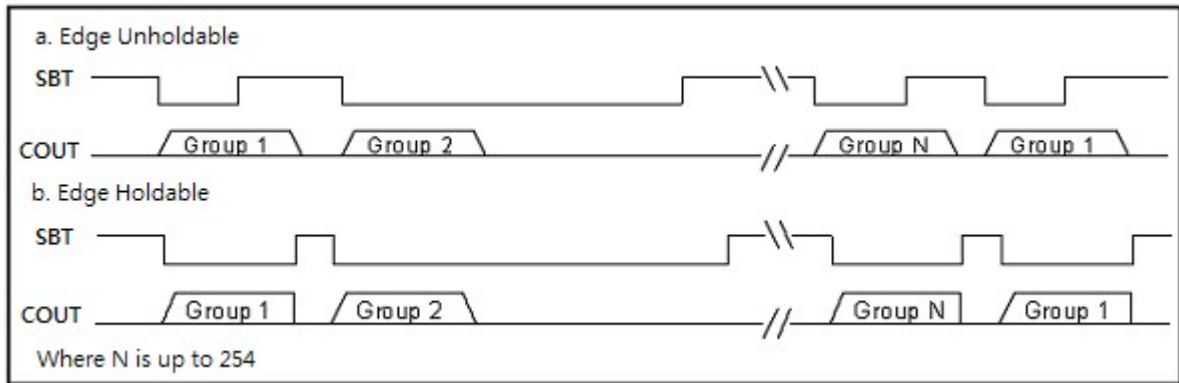 a. Edge Unholdable
SBT
COUT Group 1 Group 2 Group N Group 1
b. Edge Holdable
SBT
COUT Group 1 Group 2 Group N Group 1
Where N is up to 254